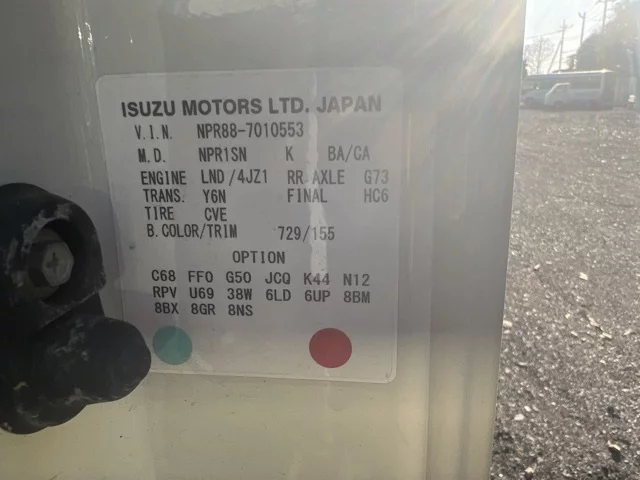 ISUZU MOTORS LTD. JAPAN
V.I.N. NPR88-7010553
M.D. NPR1SN K BA/CA
ENGINE LND/4JZ1 RR.AXLE G73
TRANS. Y6N FINAL HC6
TIRE CVE
B.COLOR/TRIM 729/155
OPTION
C68 FF0 G50 JCQ K44 N12
RPV U69 38W 6LD 6UP 8BM
8BX 8GR 8NS